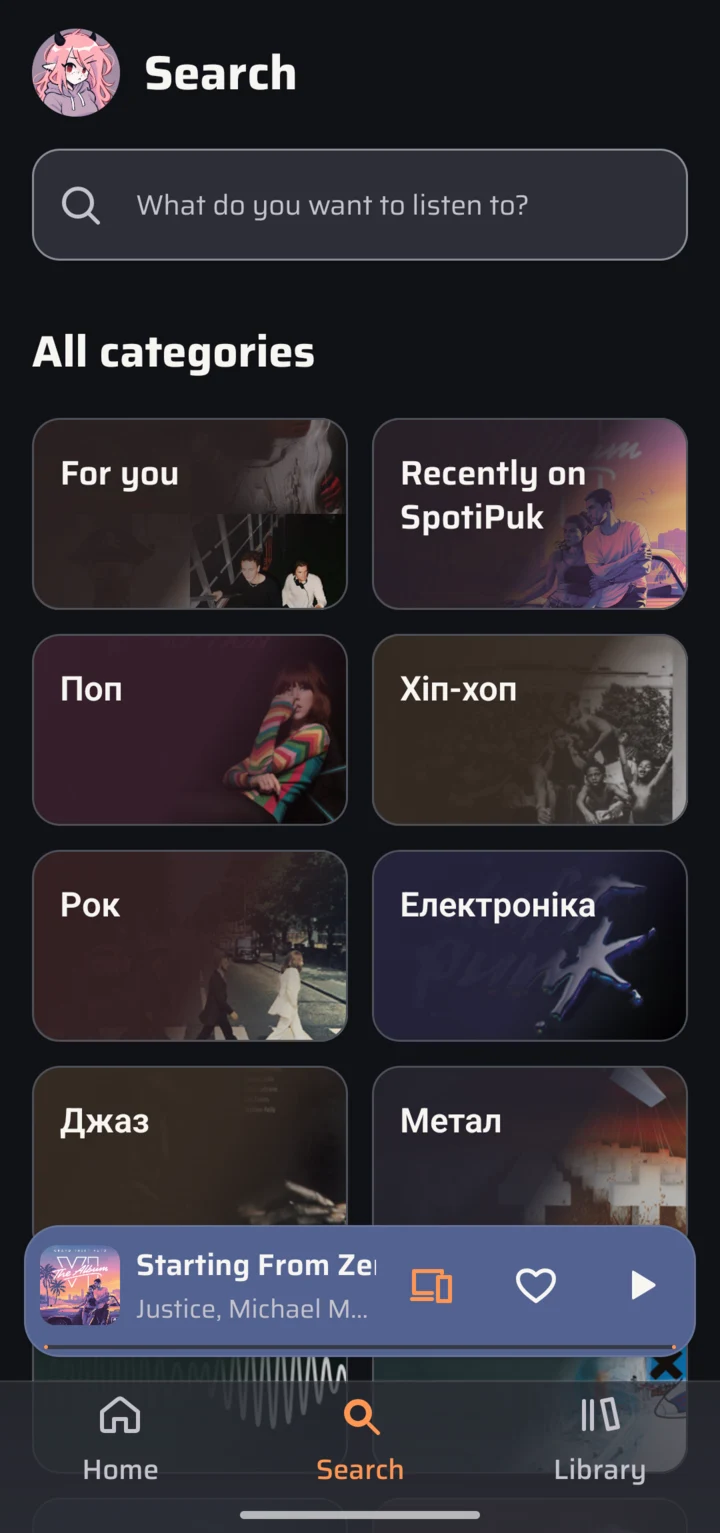 Search
What do you want to listen to?
All categories
For you
Recently on
SpotiPuk
Поп
Хіп-хоп
Рок
Електроніка
Джаз
Метал
Starting From Ze
Justice, Michael M...
Home
Search
Library